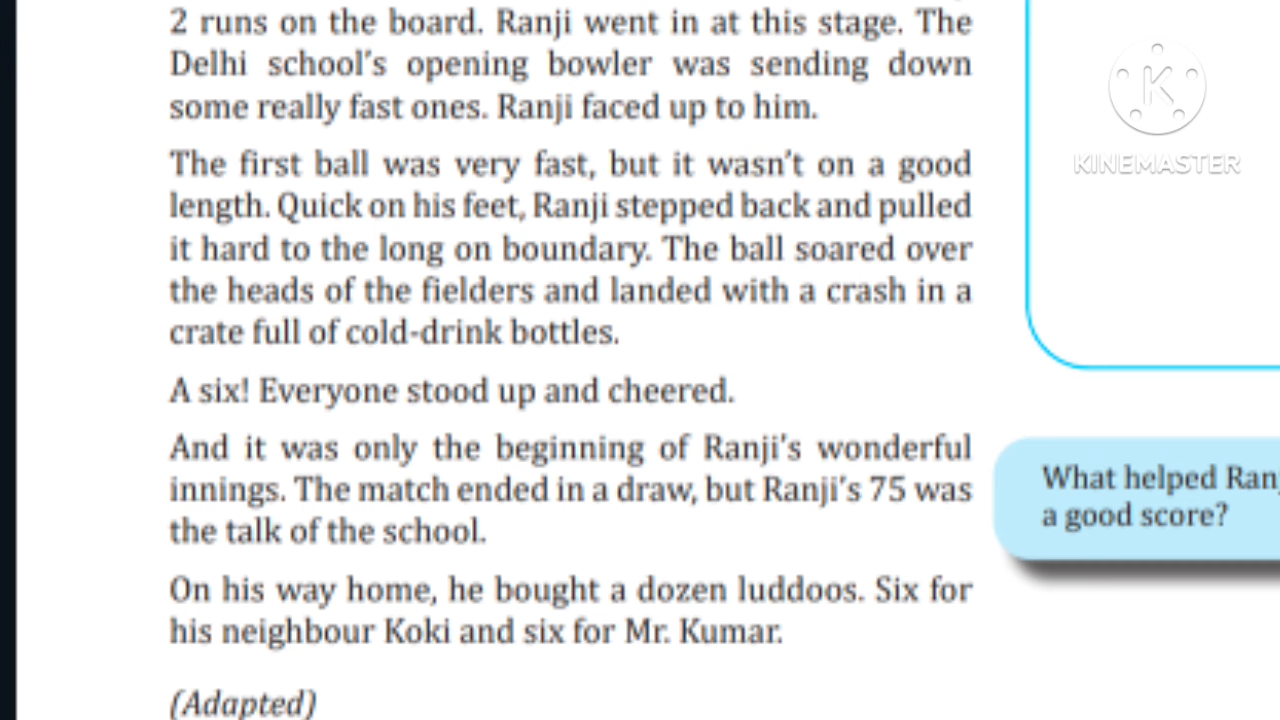 2 runs on the board. Ranji went in at this stage. The
Delhi school's opening bowler was sending down
some really fast ones. Ranji faced up to him.
The first ball was very fast, but it wasn't on a good
length. Quick on his feet, Ranji stepped back and pulled
it hard to the long on boundary. The ball soared over
the heads of the fielders and landed with a crash in a
crate full of cold-drink bottles.
A six! Everyone stood up and cheered.
And it was only the beginning of Ranji's wonderful
innings. The match ended in a draw, but Ranji's 75 was
the talk of the school.
On his way home, he bought a dozen luddoos. Six for
his neighbour Koki and six for Mr. Kumar.
(Adapted)
K
KINEMASTER
What helped Ran
a good score?